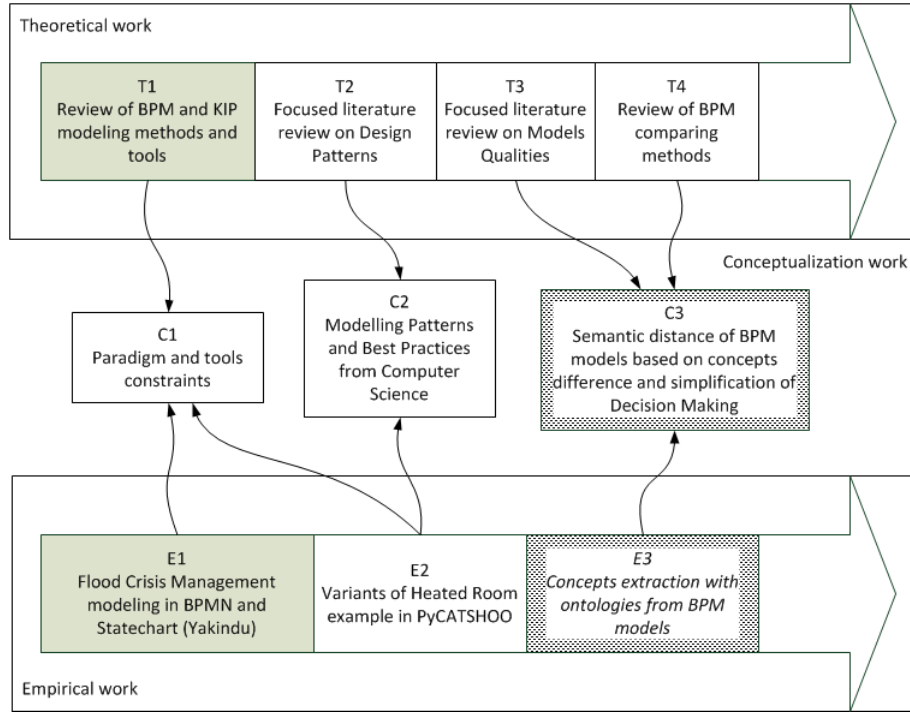 Theoretical work
T1
Review of BPM and KIP
modeling methods and
tools
T2
Focused literature
review on Design
Patterns
T3
Focused literature
review on Models
Qualities
T4
Review of BPM
comparing
methods
Conceptualization work
C1
Paradigm and tools
constraints
C2
Modelling Patterns
and Best Practices
from Computer
Science
C3
Semantic distance of BPM
models based on concepts
difference and simplification of
Decision Making
E1
Flood Crisis Management
modeling in BPMN and
Statechart (Yakindu)
E2
Variants of Heated Room
example in PyCATSHOO
E3
Concepts extraction with
ontologies from BPM
models
Empirical work